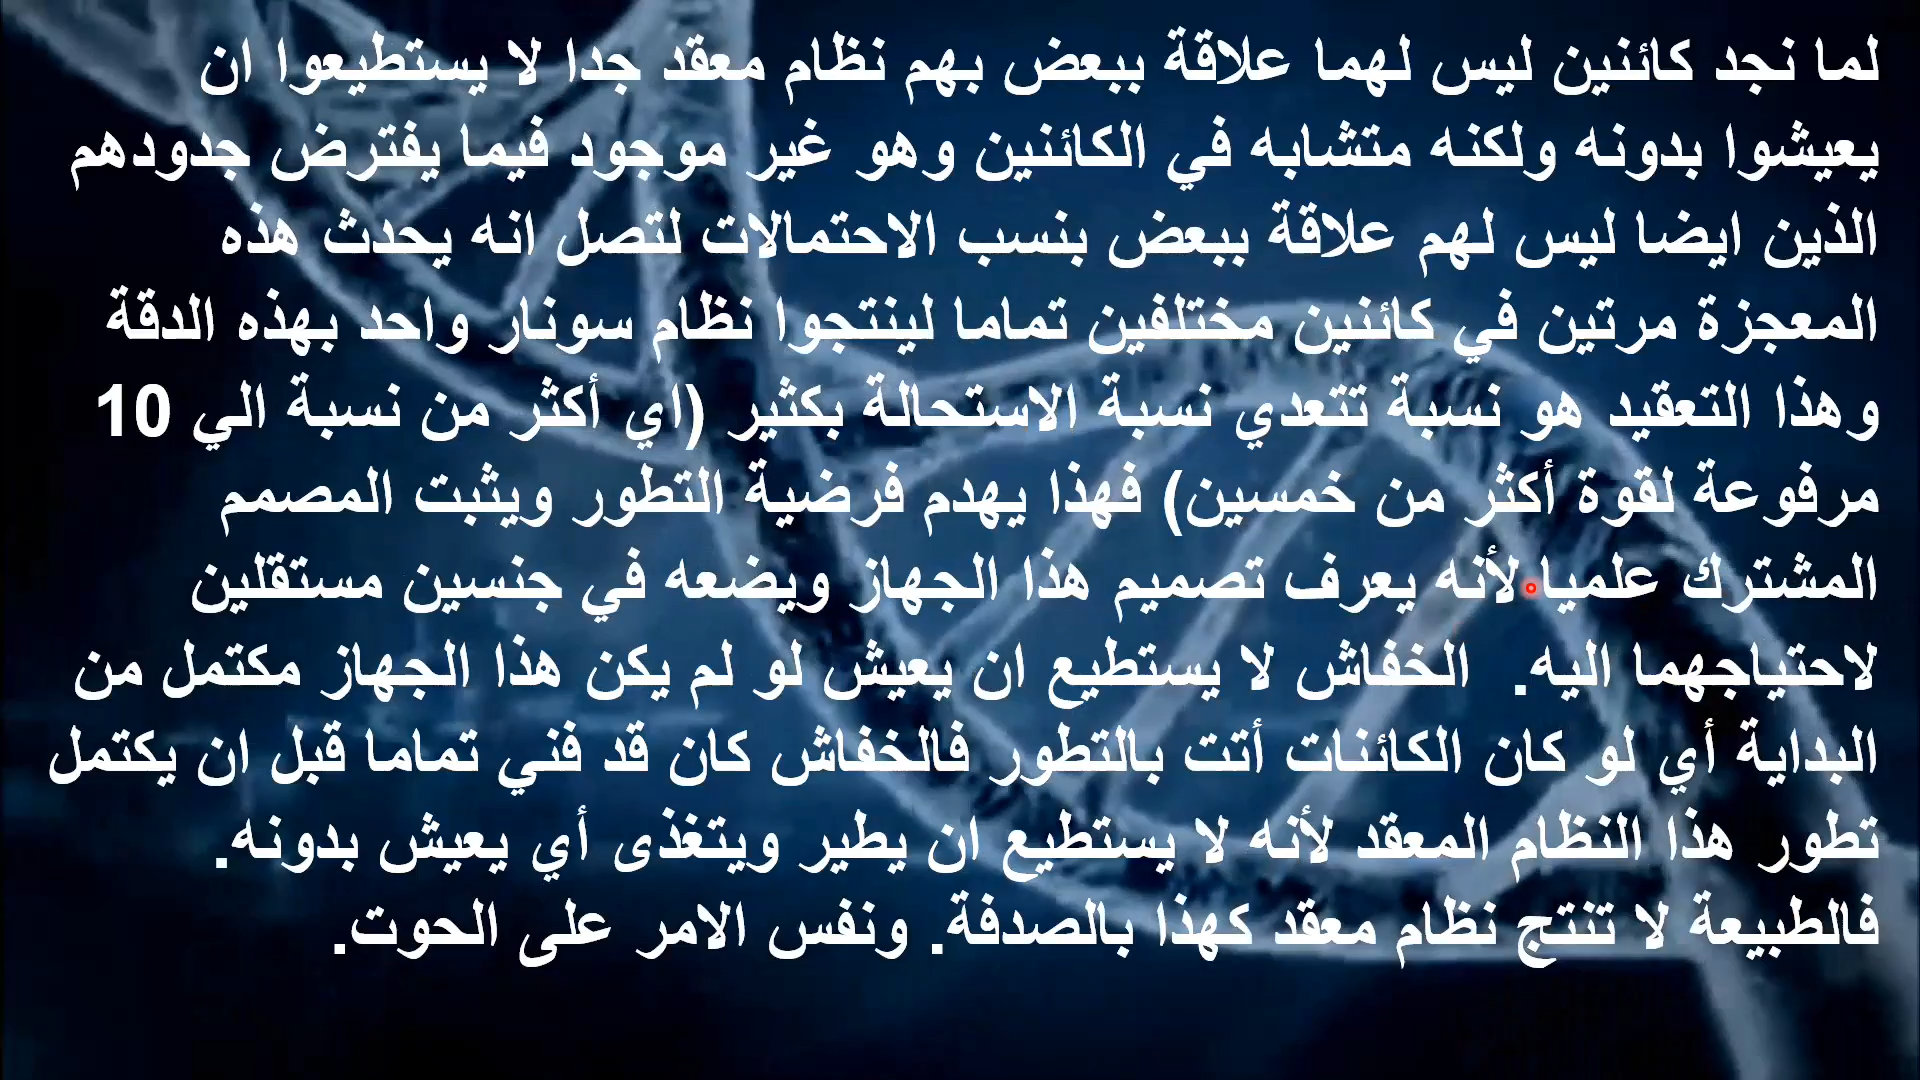 لما نجد كائنين ليس لهما علاقة ببعض بهم نظام معقد جدا لا يستطيعوا ان
يعيشوا بدونه ولكنه متشابه في الكائنين وهو غير موجود فيما يفترض جدودهم
الذين ايضا ليس لهم علاقة ببعض بنسب الاحتمالات لتصل انه يحدث هذه
المعجزة مرتين في كائنين مختلفين تماما لينتجوا نظام سونار واحد بهذه الدقة
وهذا التعقيد هو نسبة تتعدي نسبة الاستحالة بكثير (اي أكثر من نسبة الي 10
مرفوعة لقوة أكثر من خمسين) فهذا يهدم فرضية التطور ويثبت المصمم
المشترك علميا لأنه يعرف تصميم هذا الجهاز ويضعه في جنسين مستقلين
لاحتياجهما اليه. الخفاش لا يستطيع ان يعيش لو لم يكن هذا الجهاز مكتمل من
البداية أي لو كان الكائنات أتت بالتطور فالخفاش كان قد فني تماما قبل ان يكتمل
تطور هذا النظام المعقد لأنه لا يستطيع ان يطير ويتغذى أي يعيش بدونه.
فالطبيعة لا تنتج نظام معقد كهذا بالصدفة. ونفس الامر على الحوت.